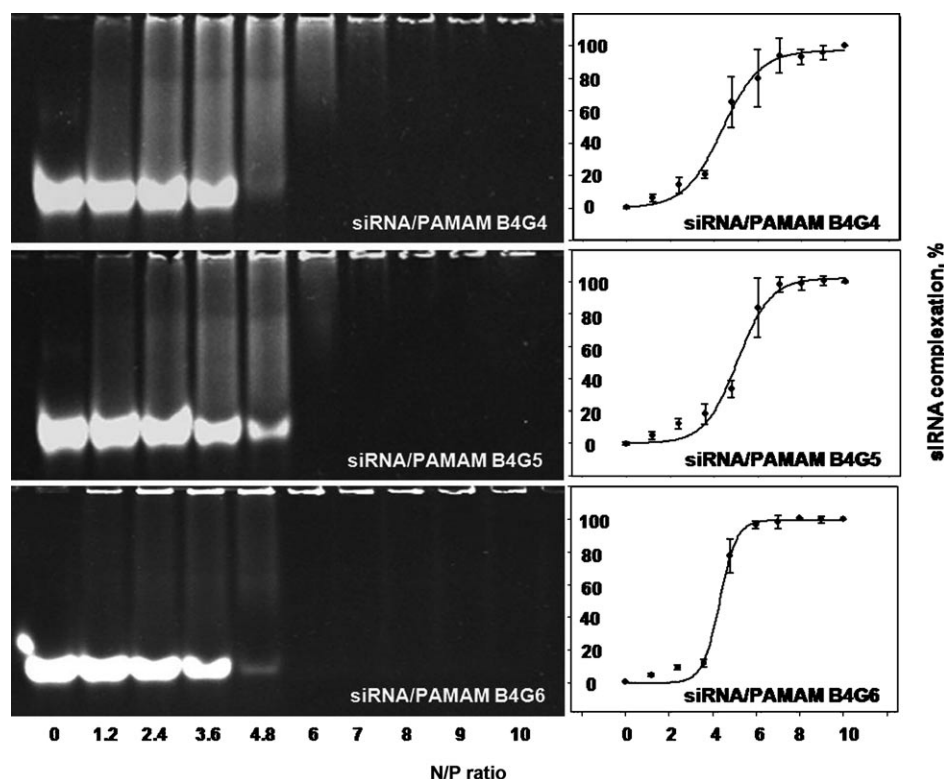 siRNA/PAMAM B4G4
100
80
60
40
20
0
siRNA/PAMAM B4G4
siRNA/PAMAM B4G5
100
80
60
40
20
0
siRNA/PAMAM B4G5
siRNA complexation, %
siRNA/PAMAM B4G6
100
80
60
40
20
0
siRNA/PAMAM B4G6
0 1.2 2.4 3.6 4.8 6 7 8 9 10
0 2 4 6 8 10
N/P ratio